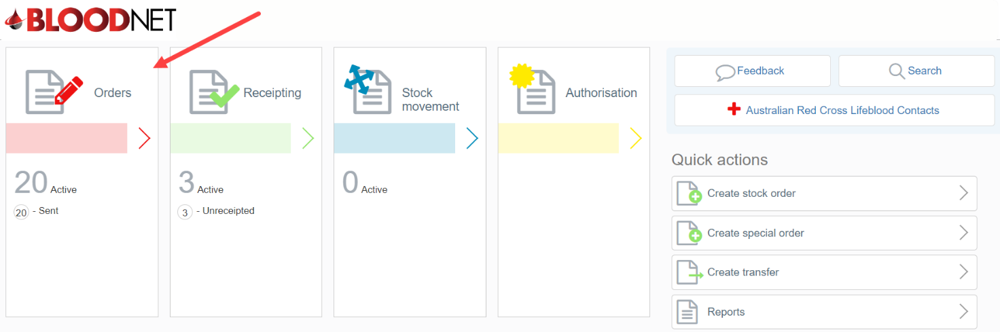 BLOODNET
Orders
20 Active
20 - Sent
Receipting
3 Active
3 - Unreceipted
Stock
movement
0 Active
Authorisation
Feedback
Search
Australian Red Cross Lifeblood Contacts
Quick actions
Create stock order
Create special order
Create transfer
Reports